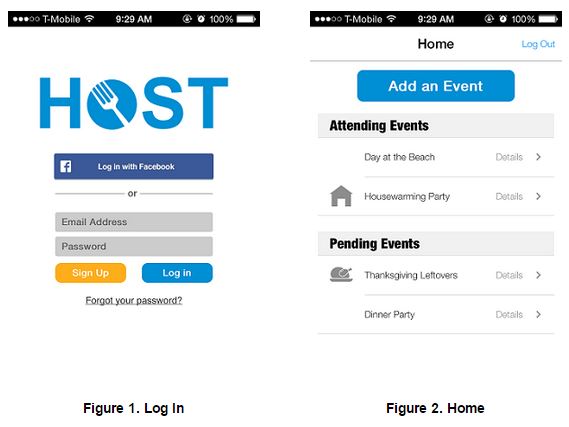 T-Mobile 9:29 AM 100%
HOST
Log in with Facebook
or
Email Address
Password
Sign Up Log in
Forgot your password?
Figure 1. Log In
T-Mobile 9:29 AM 100%
Home Log Out
Add an Event
Attending Events
Day at the Beach Details
Housewarming Party Details
Pending Events
Thanksgiving Leftovers Details
Dinner Party Details
Figure 2. Home